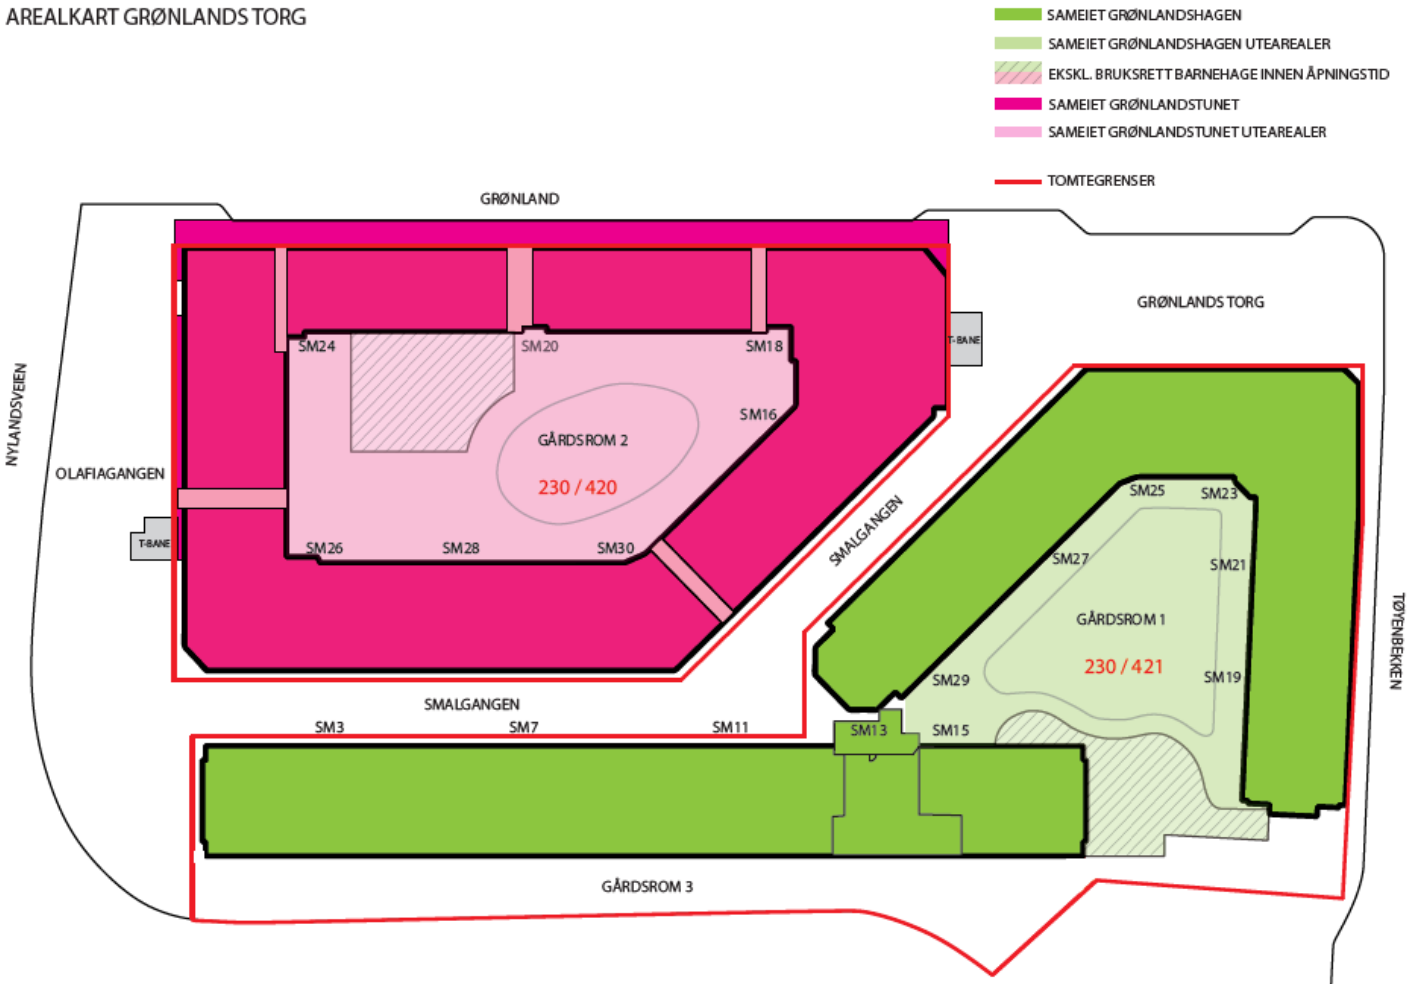 AREALKART GRØNLANDS TORG
SAMEIET GRØNLANDSHAGEN
SAMEIET GRØNLANDSHAGEN UTEAREALER
EKSKL. BRUKSRETT BARNEHAGE INNEN ÅPNINGSTID
SAMEIET GRØNLANDSTUNET
SAMEIET GRØNLANDSTUNET UTEAREALER
TOMTEGRENSER
GRØNLAND
GRØNLANDS TORG
T-BANE
SM24
SM20
SM18
NYLANDSVEIEN
SM16
GÅRDSROM 2
OLAFIAGANGEN
230 / 420
SM25
SM23
SMALGANGEN
T-BANE
SM26
SM28
SM30
SM27
SM21
GÅRDSROM 1
TØYENBEKKEN
230 / 421
SM29
SM19
SMALGANGEN
SM3
SM7
SM11
SM13
SM15
GÅRDSROM 3